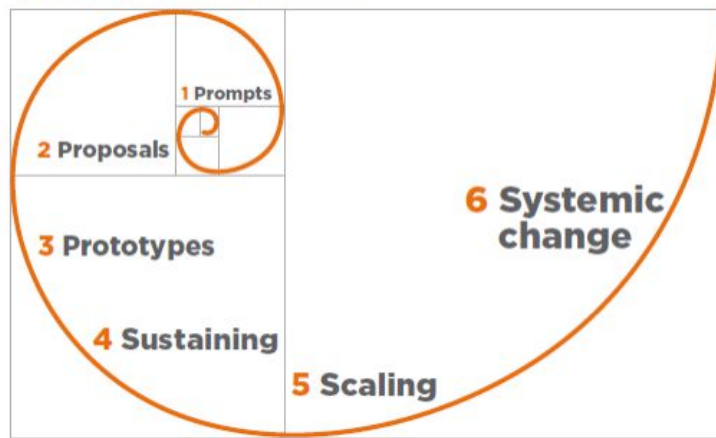 1 Prompts
2 Proposals
3 Prototypes
4 Sustaining
5 Scaling
6 Systemic
change